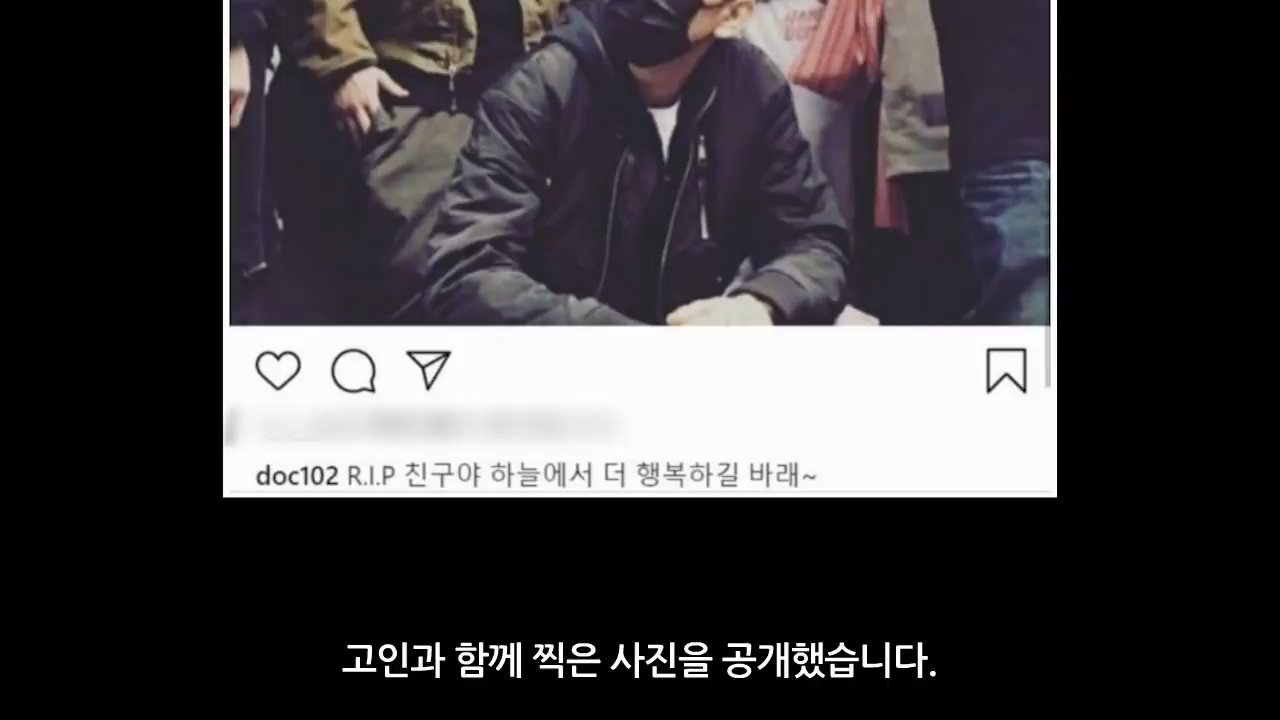 doc102 R.I.P 친구야 하늘에서 더 행복하길 바래~
고인과 함께 찍은 사진을 공개했습니다.